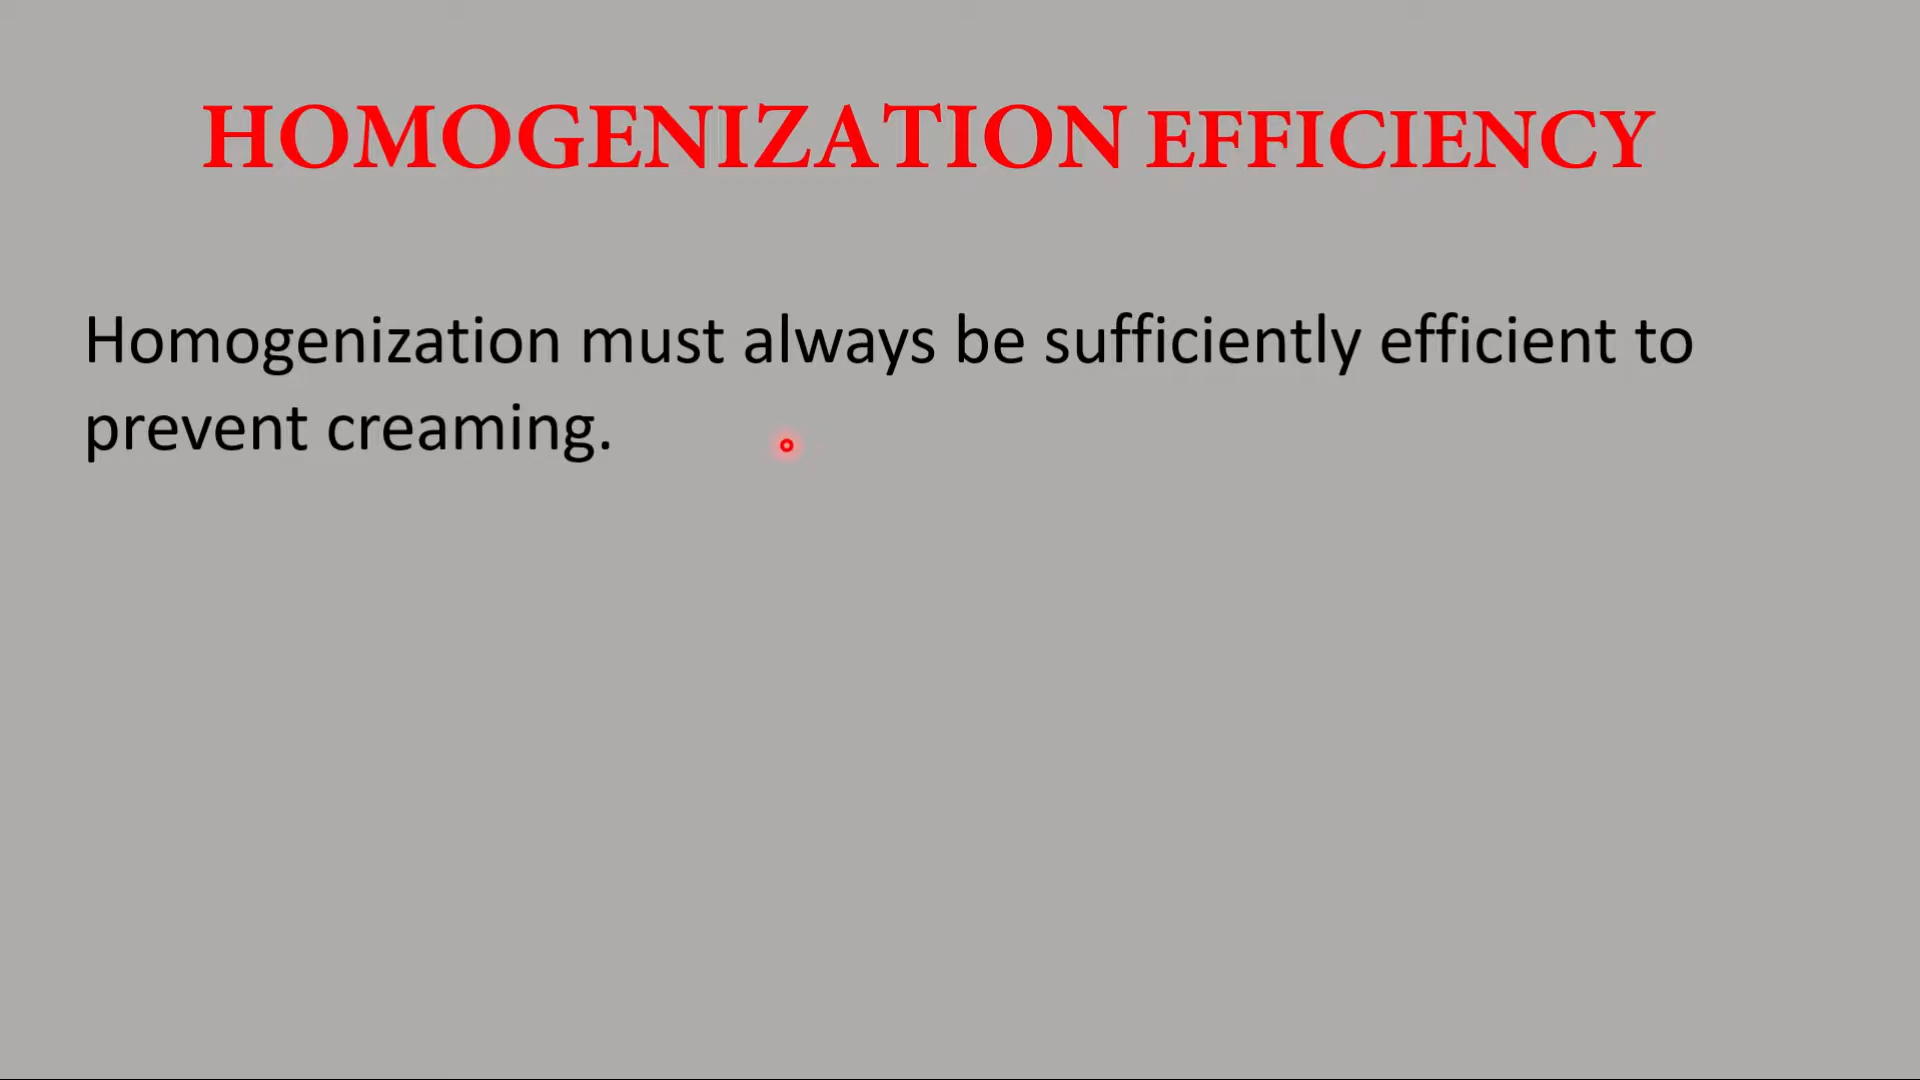 HOMOGENIZATION EFFICIENCY
Homogenization must always be sufficiently efficient to
prevent creaming.